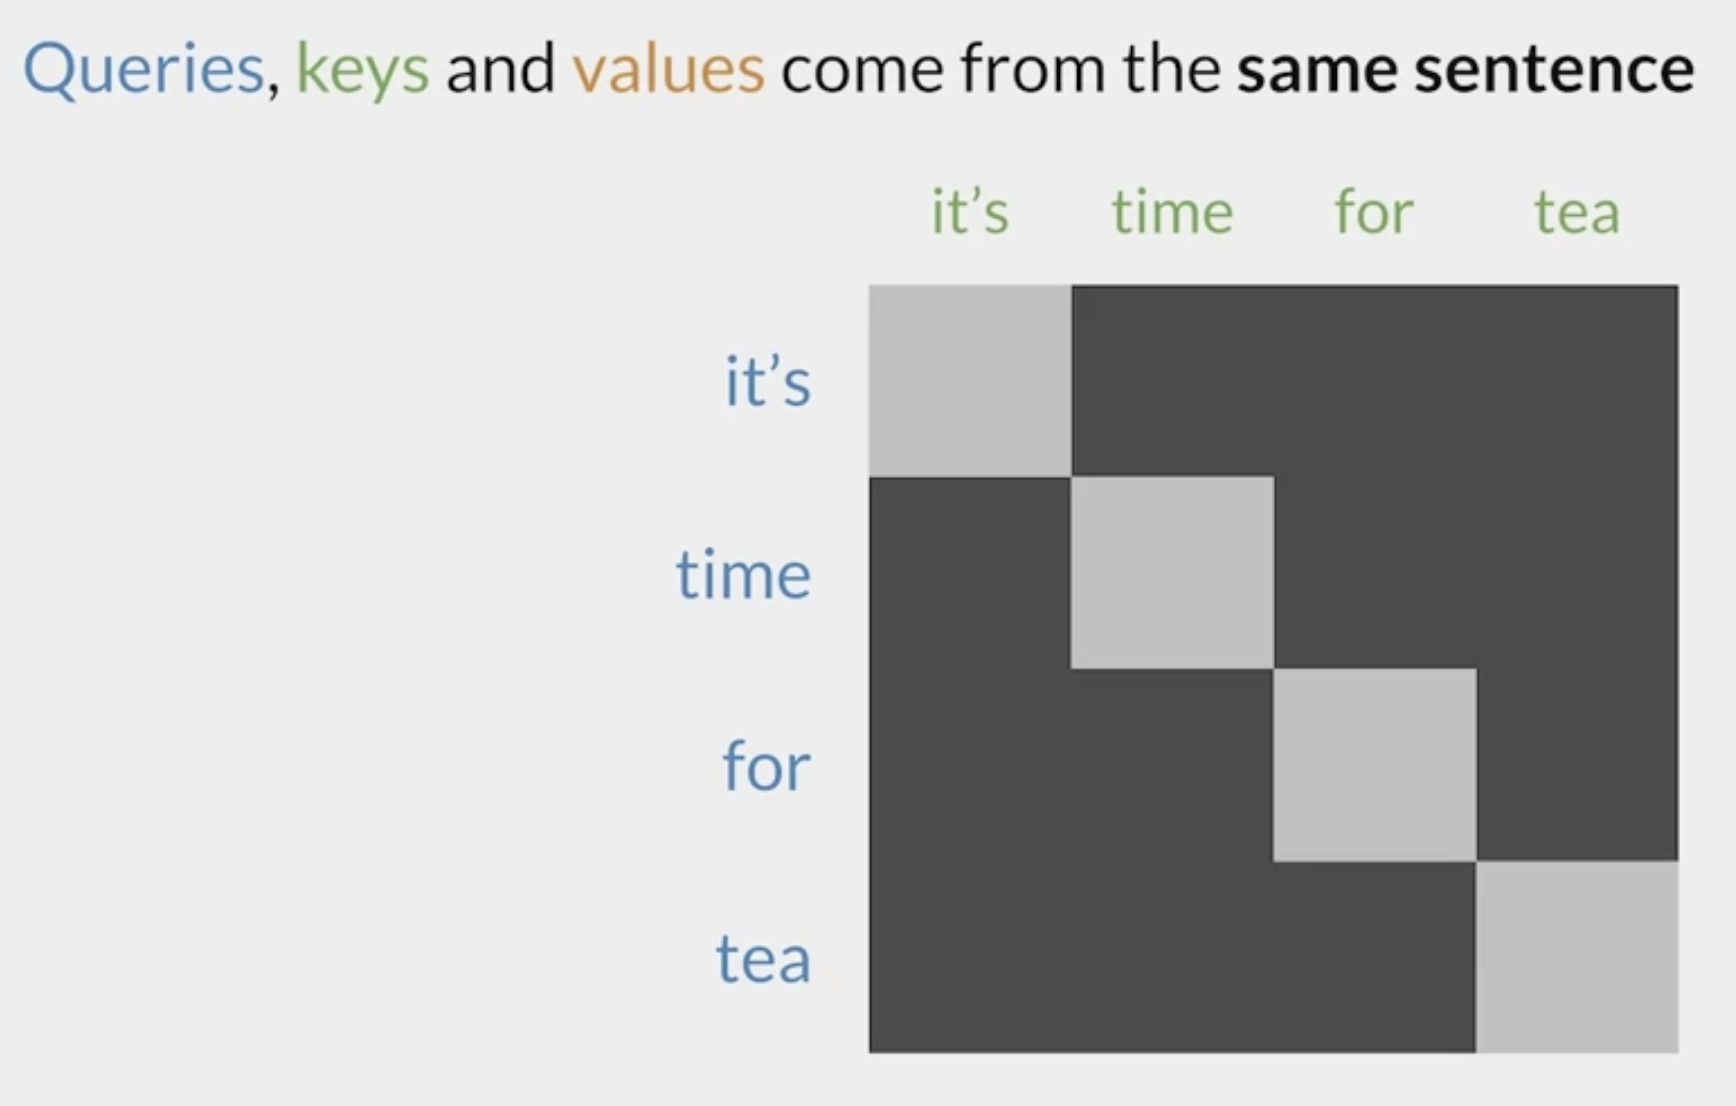 Queries, keys and values come from the same sentence
it’s time for tea
it’s
time
for
tea